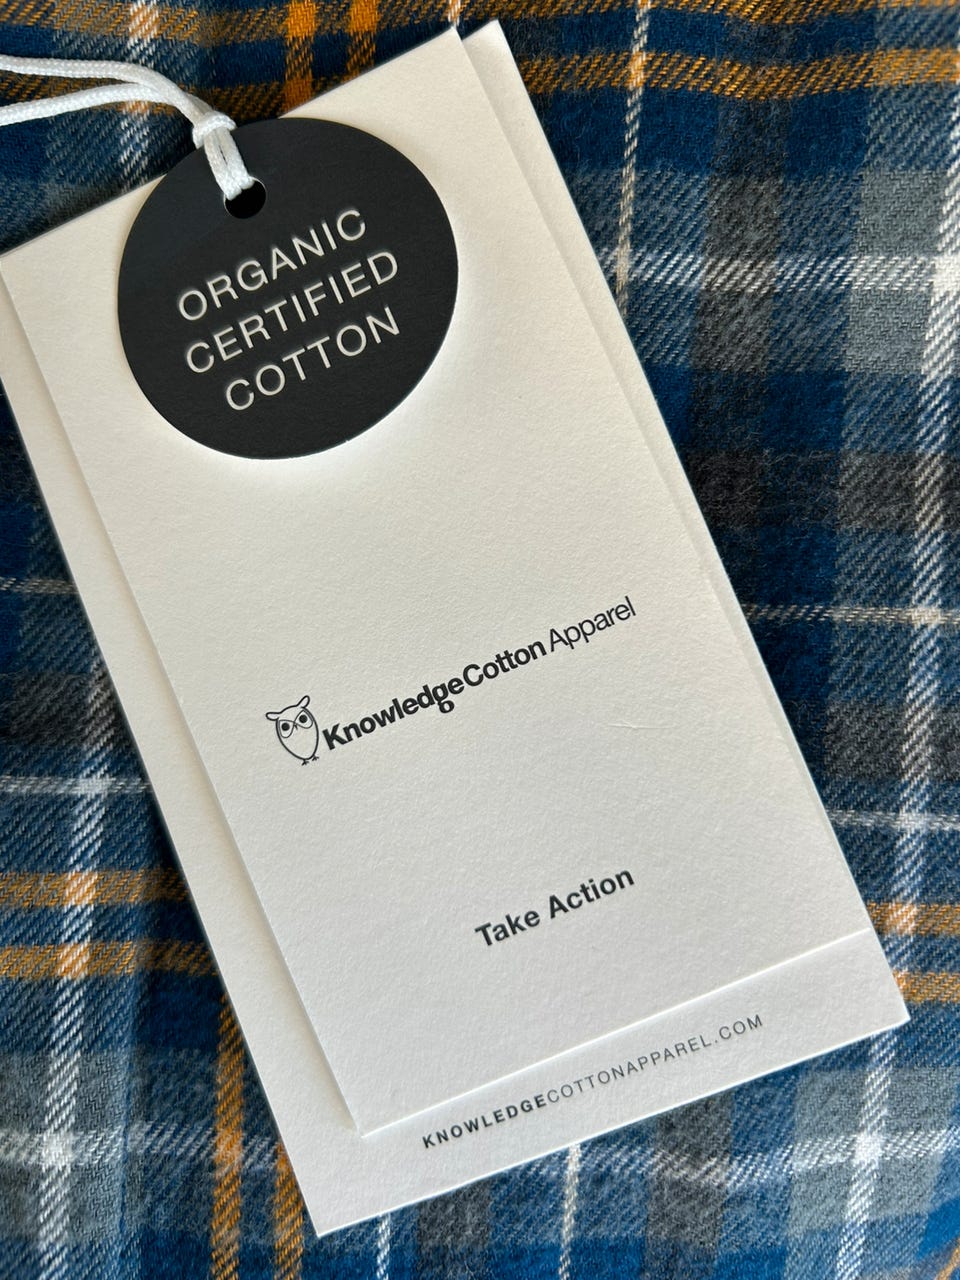 ORGANIC
CERTIFIED
COTTON
KnowledgeCotton Apparel
Take Action
KNOWLEDGECOTTONAPPAREL.COM